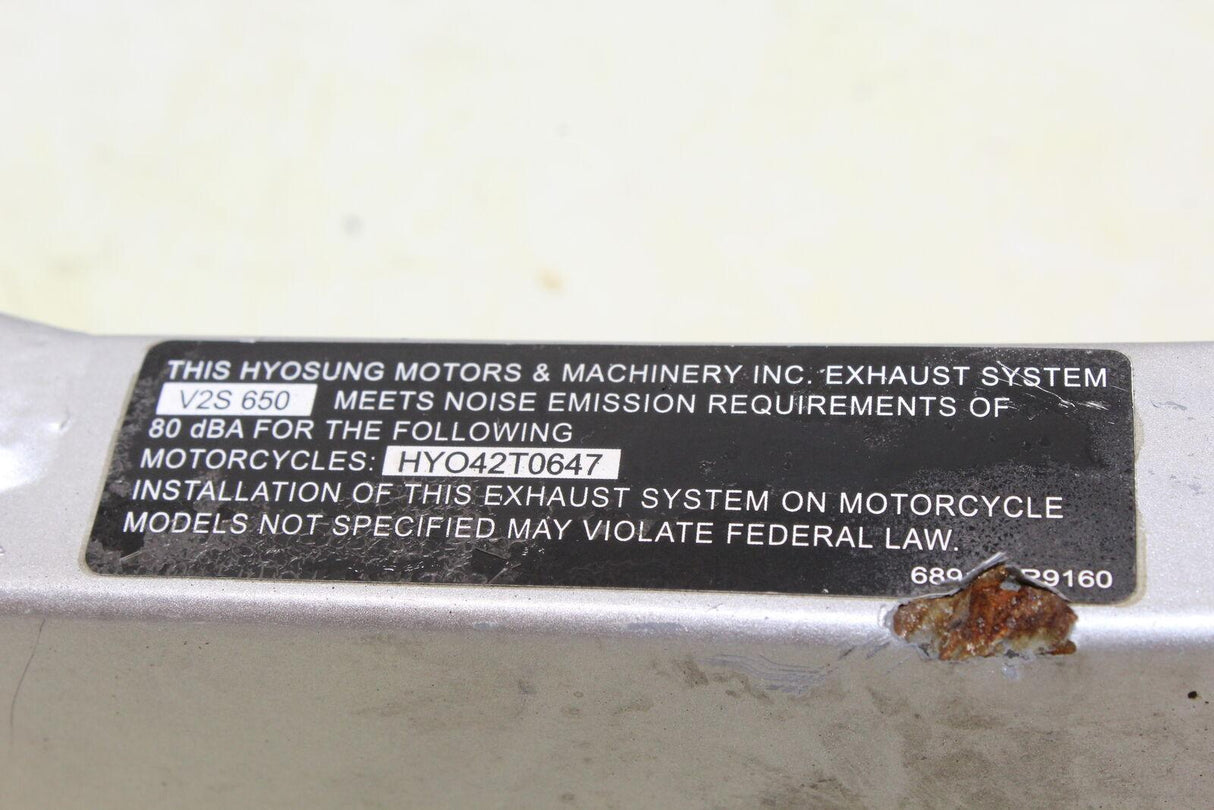 THIS HYOSUNG MOTORS & MACHINERY INC. EXHAUST SYSTEM
V2S 650 MEETS NOISE EMISSION REQUIREMENTS OF
80 dBA FOR THE FOLLOWING
MOTORCYCLES: HYO42T0647
INSTALLATION OF THIS EXHAUST SYSTEM ON MOTORCYCLE
MODELS NOT SPECIFIED MAY VIOLATE FEDERAL LAW.